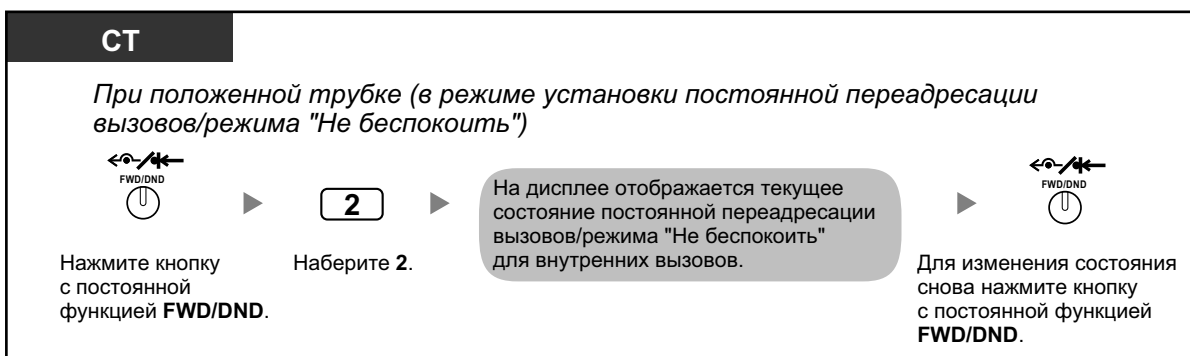 СТ
При положенной трубке (в режиме установки постоянной переадресации
вызовов/режима "Не беспокоить")
FWD/DND
2
На дисплее отображается текущее
состояние постоянной переадресации
вызовов/режима "Не беспокоить"
для внутренних вызовов.
FWD/DND
Нажмите кнопку
с постоянной
функцией FWD/DND.
Наберите 2.
Для изменения состояния
снова нажмите кнопку
с постоянной функцией
FWD/DND.